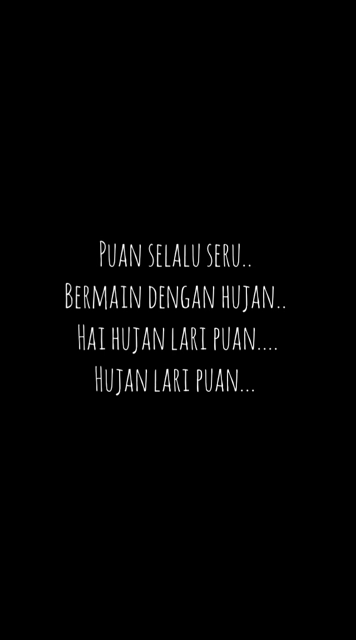 Puan selalu seru..
Bermain dengan hujan..
Hai hujan lari puan....
Hujan lari puan...